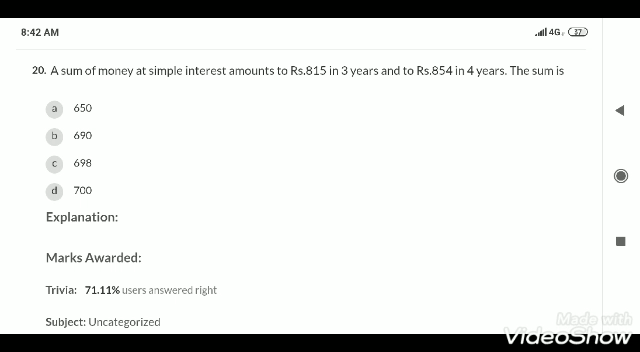 8:42 AM
4G 37
20. A sum of money at simple interest amounts to Rs.815 in 3 years and to Rs.854 in 4 years. The sum is
a 650
b 690
c 698
d 700
Explanation:
Marks Awarded:
Trivia: 71.11% users answered right
Subject: Uncategorized
Made with
VideoShow